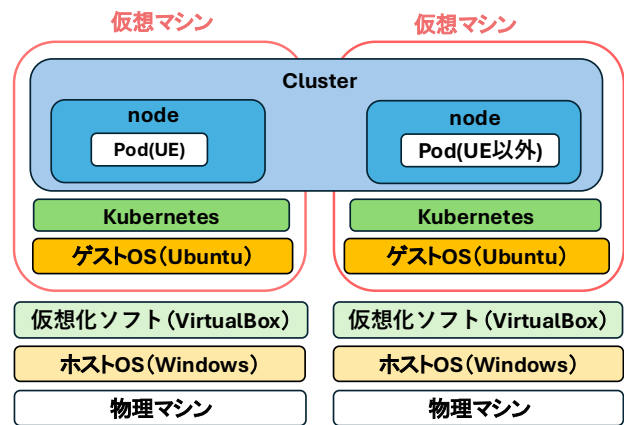 仮想マシン
仮想マシン
Cluster
node
node
Pod(UE)
Pod(UE以外)
Kubernetes
Kubernetes
ゲストOS(Ubuntu)
ゲストOS(Ubuntu)
仮想化ソフト(VirtualBox)
仮想化ソフト(VirtualBox)
ホストOS(Windows)
ホストOS(Windows)
物理マシン
物理マシン